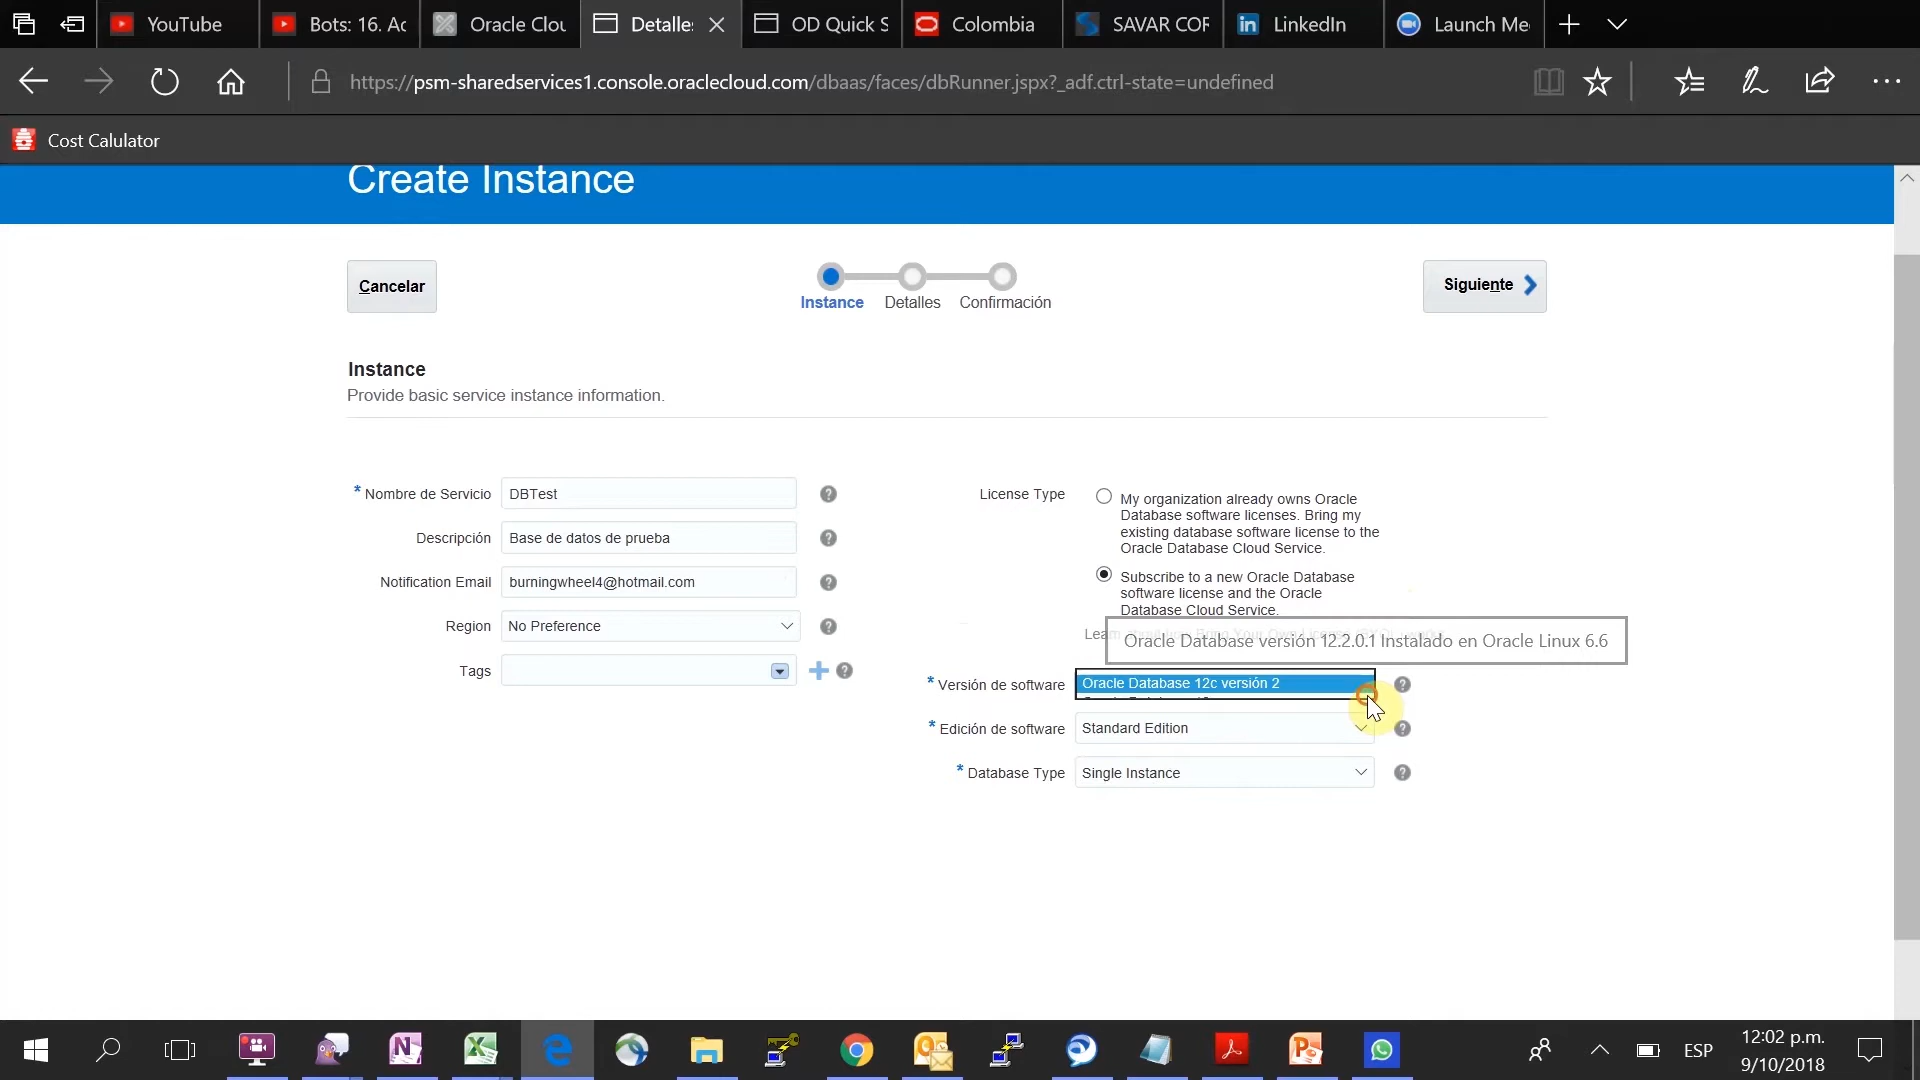 YouTube
Bots: 16. Ac
Oracle Clou
Detalles
OD Quick S
Colombia
SAVAR COR
LinkedIn
Launch Me
https://psm-sharedservices1.console.oraclecloud.com/dbaas/faces/dbRunner.jspx?_adf.ctrl-state=undefined
Cost Calulator
Create Instance
Cancelar
Instance
Detalles
Confirmación
Siguiente
Instance
Provide basic service instance information.
* Nombre de Servicio
DBTest
Descripción
Base de datos de prueba
Notification Email
burningwheel4@hotmail.com
Region
No Preference
Tags
License Type
My organization already owns Oracle
Database software licenses. Bring my
existing database software license to the
Oracle Database Cloud Service.
Subscribe to a new Oracle Database
software license and the Oracle
Database Cloud Service.
Lea
Oracle Database versión 12.2.0.1 Instalado en Oracle Linux 6.6
* Versión de software
Oracle Database 12c versión 2
* Edición de software
Standard Edition
* Database Type
Single Instance
ESP
12:02 p.m.
9/10/2018